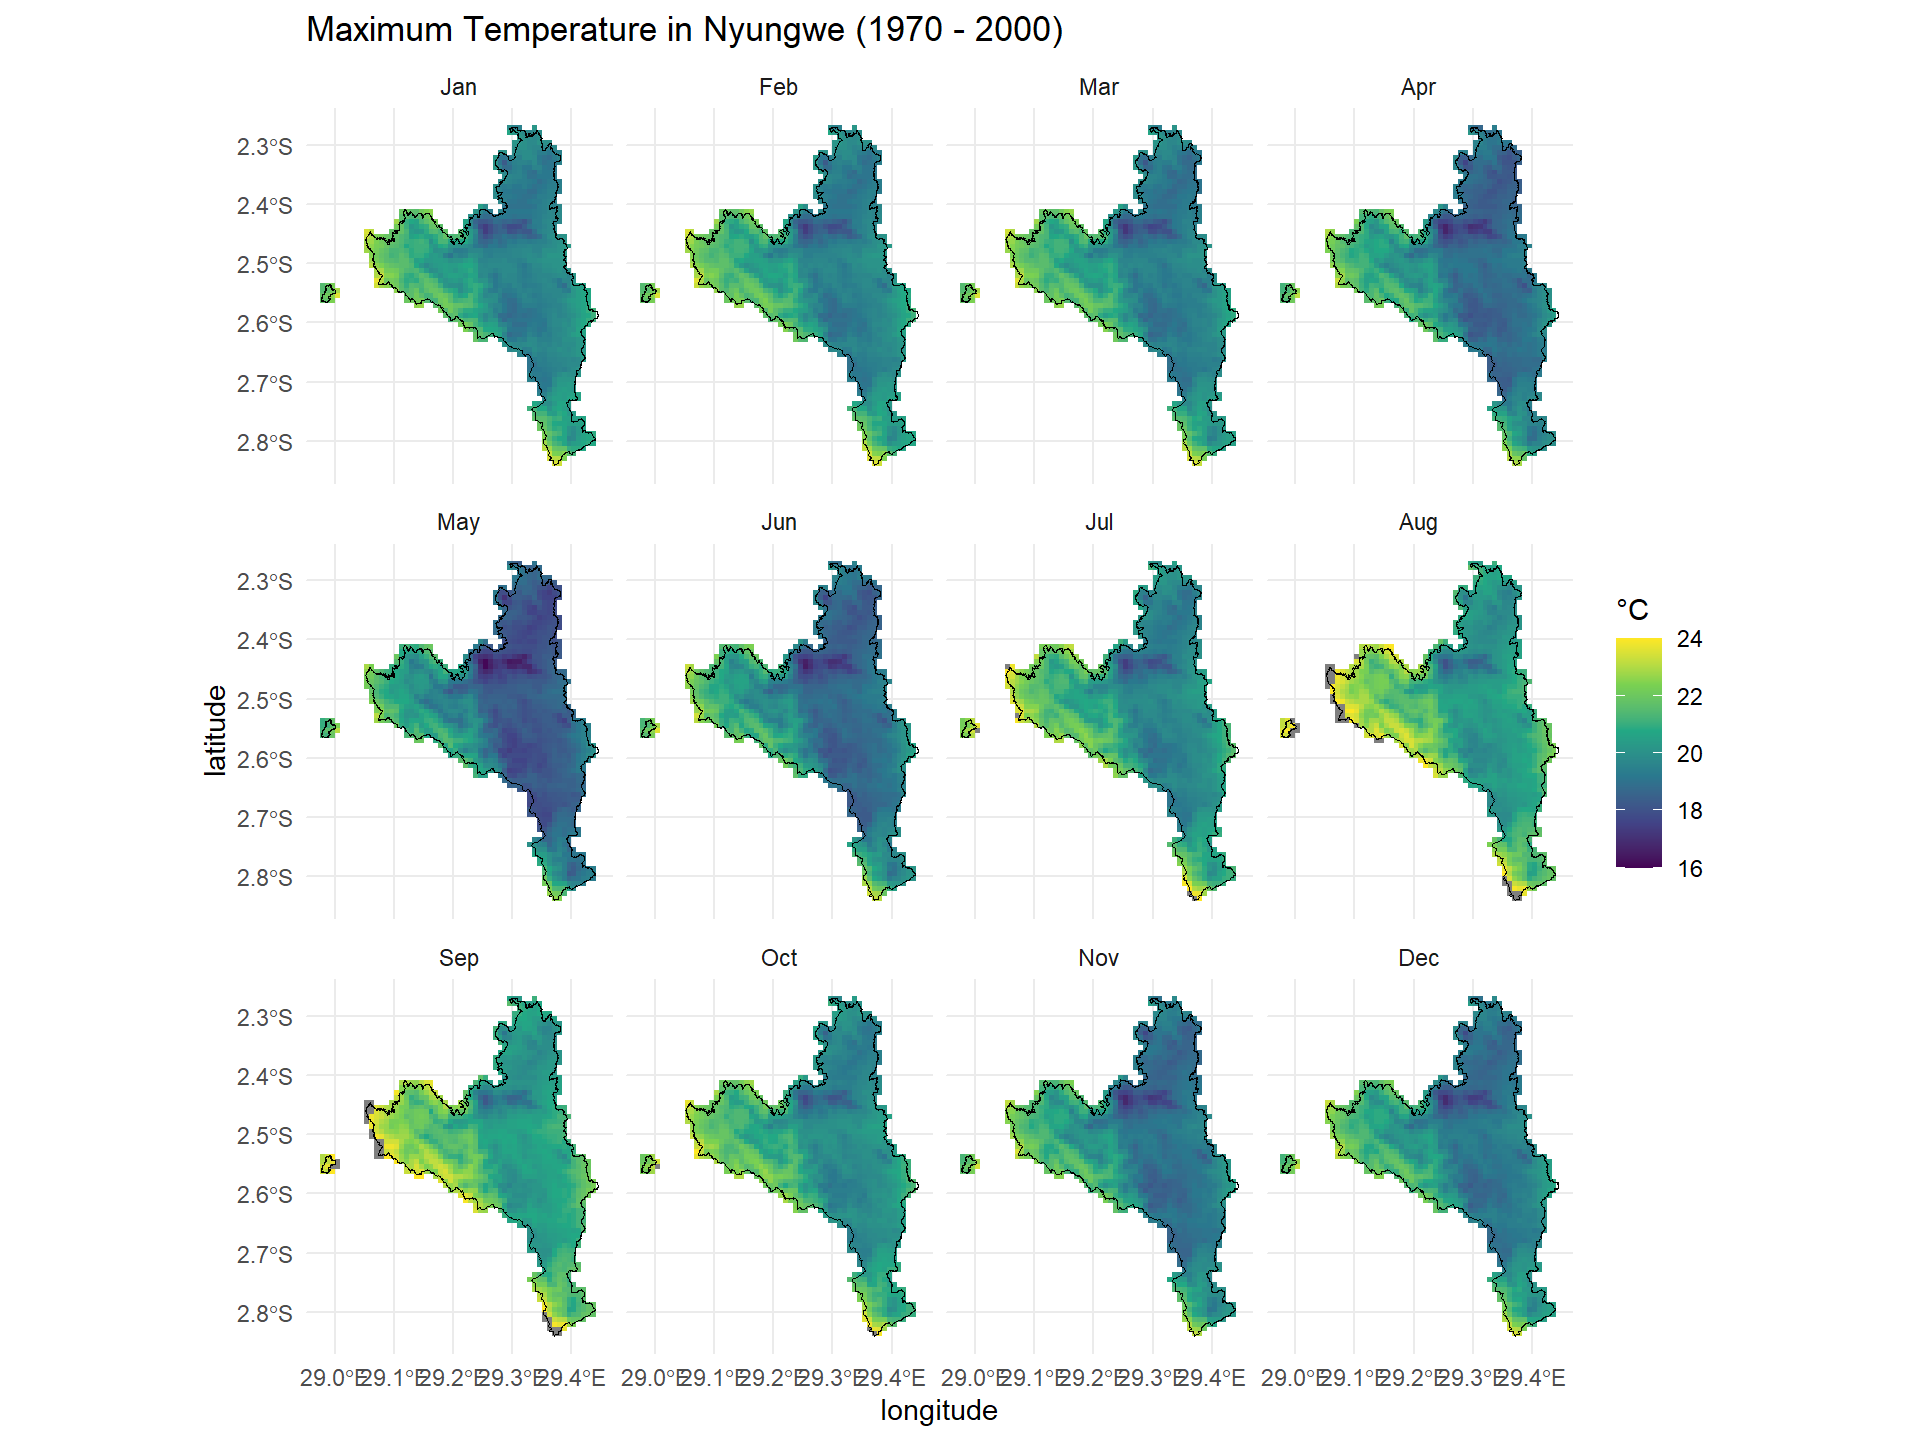 Maximum Temperature in Nyungwe (1970 - 2000)
Jan Feb Mar Apr
2.3°S
2.4°S
2.5°S
2.6°S
2.7°S
2.8°S
May Jun Jul Aug
2.3°S
2.4°S
2.5°S
2.6°S
2.7°S
2.8°S
latitude
°C
24
22
20
18
16
Sep Oct Nov Dec
2.3°S
2.4°S
2.5°S
2.6°S
2.7°S
2.8°S
29.0°E 29.1°E 29.2°E 29.3°E 29.4°E 29.0°E 29.1°E 29.2°E 29.3°E 29.4°E 29.0°E 29.1°E 29.2°E 29.3°E 29.4°E 29.0°E 29.1°E 29.2°E 29.3°E 29.4°E
longitude